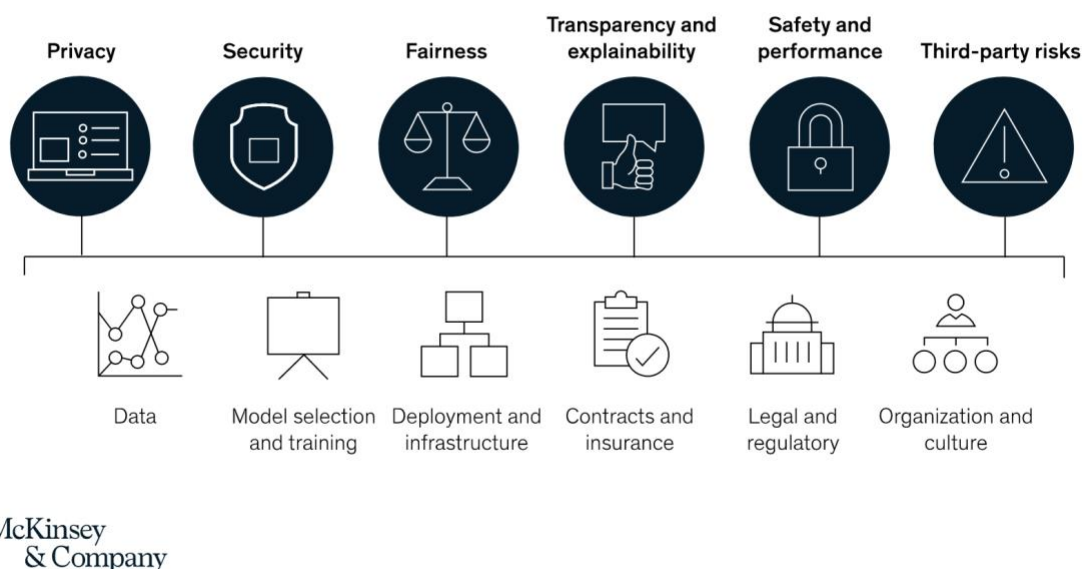 Privacy
Security
Fairness
Transparency and
explainability
Safety and
performance
Third-party risks
Data
Model selection
and training
Deployment and
infrastructure
Contracts and
insurance
Legal and
regulatory
Organization and
culture
McKinsey
& Company